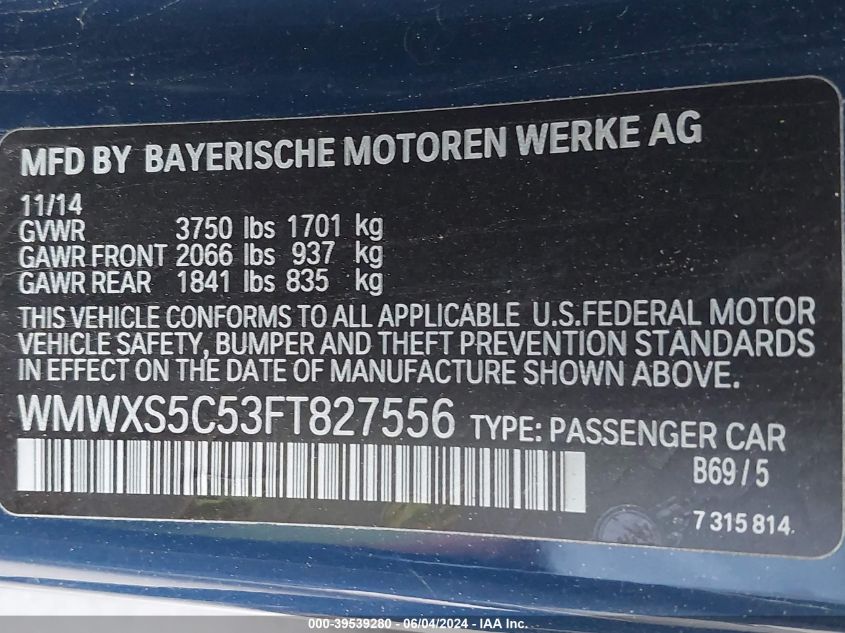 MFD BY BAYERISCHE MOTOREN WERKE AG
11/14
GVWR 3750 lbs 1701 kg
GAWR FRONT 2066 lbs 937 kg
GAWR REAR 1841 lbs 835 kg
THIS VEHICLE CONFORMS TO ALL APPLICABLE U.S.FEDERAL MOTOR
VEHICLE SAFETY, BUMPER AND THEFT PREVENTION STANDARDS
IN EFFECT ON THE DATE OF MANUFACTURE SHOWN ABOVE.
WMWXS5C53FT827556 TYPE: PASSENGER CAR
B69/5
7 315 814
000-39539280 - 06/04/2024 - IAA Inc.